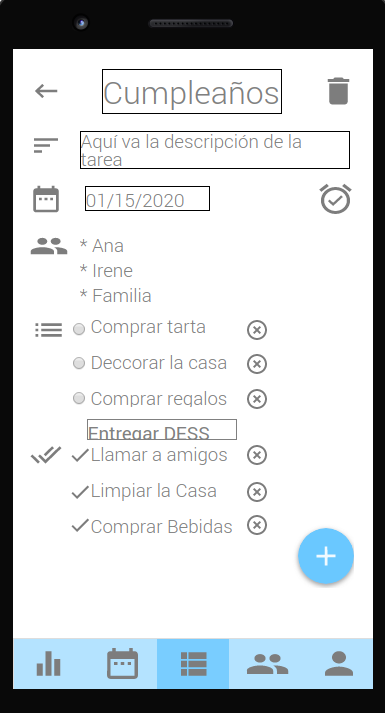 Cumpleaños
Aquí va la descripción de la
tarea
01/15/2020
* Ana
* Irene
* Familia
Comprar tarta
Deccorar la casa
Comprar regalos
Entregar DESS
Llamar a amigos
Limpiar la Casa
Comprar Bebidas